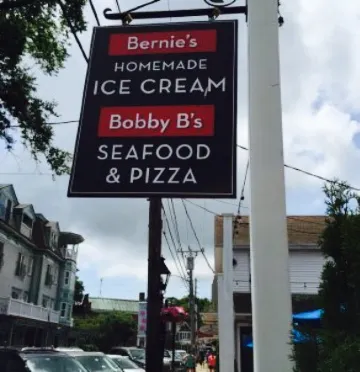 Bernie's
HOMEMADE
ICE CREAM
Bobby B's
SEAFOOD
& PIZZA